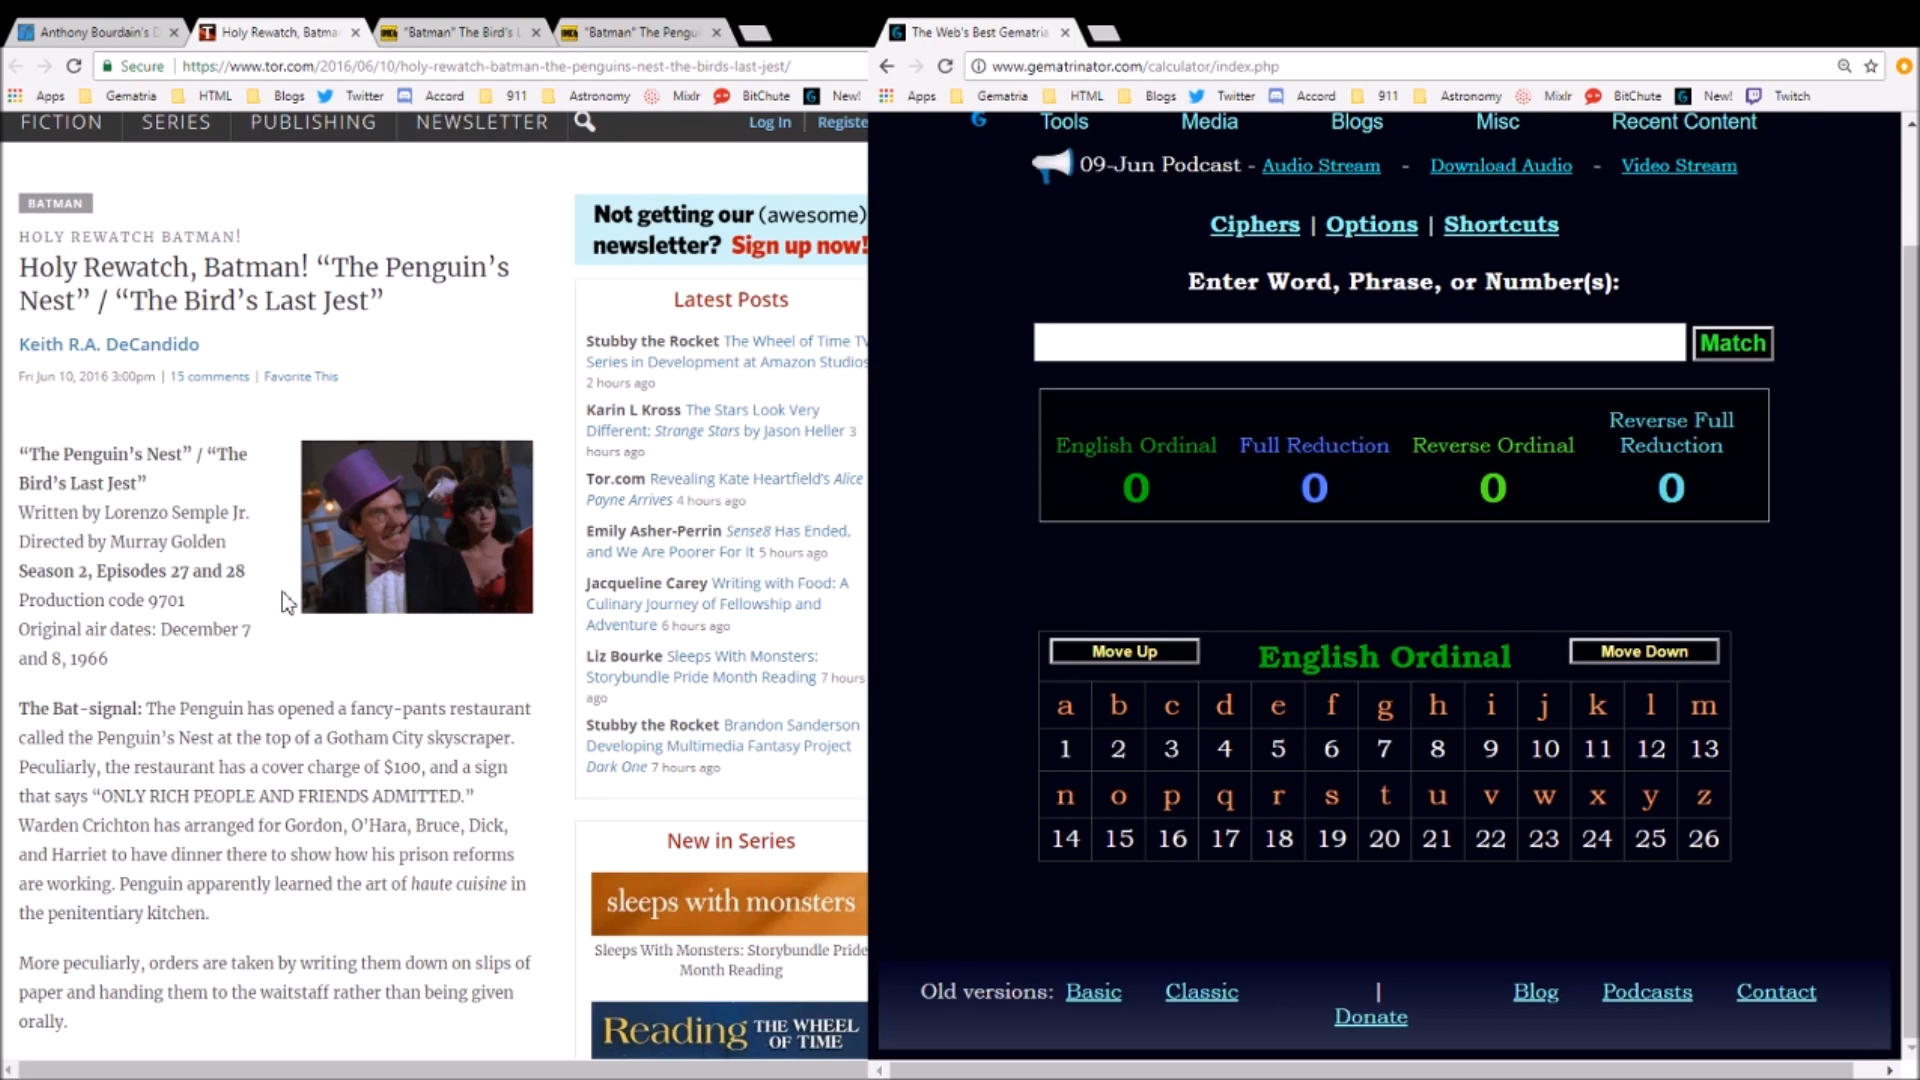 Anthony Bourdain's D
Holy Rewatch, Batma
"Batman" The Bird's L
"Batman" The Pengu
The Web's Best Gematria
Secure
https://www.tor.com/2016/06/10/holy-rewatch-batman-the-penguins-nest-the-birds-last-jest/
www.gematrinator.com/calculator/index.php
Apps Gematria HTML Blogs Twitter Accord 911 Astronomy Mixlr BitChute New!
Apps Gematria HTML Blogs Twitter Accord 911 Astronomy Mixlr BitChute New! Twitch
FICTION SERIES PUBLISHING NEWSLETTER
Log In Registe
BATMAN
HOLY REWATCH BATMAN!
Holy Rewatch, Batman! “The Penguin’s
Nest” / “The Bird’s Last Jest”
Keith R.A. DeCandido
Fri Jun 10, 2016 3:00pm | 15 comments | Favorite This
“The Penguin’s Nest” / “The
Bird’s Last Jest”
Written by Lorenzo Semple Jr.
Directed by Murray Golden
Season 2, Episodes 27 and 28
Production code 9701
Original air dates: December 7
and 8, 1966
The Bat-signal: The Penguin has opened a fancy-pants restaurant
called the Penguin’s Nest at the top of a Gotham City skyscraper.
Peculiarly, the restaurant has a cover charge of $100, and a sign
that says “ONLY RICH PEOPLE AND FRIENDS ADMITTED.”
Warden Crichton has arranged for Gordon, O’Hara, Bruce, Dick,
and Harriet to have dinner there to show how his prison reforms
are working. Penguin apparently learned the art of haute cuisine in
the penitentiary kitchen.
More peculiarly, orders are taken by writing them down on slips of
paper and handing them to the waitstaff rather than being given
orally.
Not getting our (awesome)
newsletter? Sign up now!
Latest Posts
Stubby the Rocket The Wheel of Time TV
Series in Development at Amazon Studios
2 hours ago
Karin L Kross The Stars Look Very
Different: Strange Stars by Jason Heller 3
hours ago
Tor.com Revealing Kate Heartfield’s Alice
Payne Arrives 4 hours ago
Emily Asher-Perrin Sense8 Has Ended,
and We Are Poorer For It 5 hours ago
Jacqueline Carey Writing with Food: A
Culinary Journey of Fellowship and
Adventure 6 hours ago
Liz Bourke Sleeps With Monsters:
Storybundle Pride Month Reading 7 hours
ago
Stubby the Rocket Brandon Sanderson
Developing Multimedia Fantasy Project
Dark One 7 hours ago
New in Series
sleeps with monsters
Sleeps With Monsters: Storybundle Pride
Month Reading
Reading THE WHEEL
OF TIME
Tools Media Blogs Misc Recent Content
09-Jun Podcast - Audio Stream - Download Audio - Video Stream
Ciphers | Options | Shortcuts
Enter Word, Phrase, or Number(s):
Match
English Ordinal Full Reduction Reverse Ordinal Reverse Full
Reduction
0 0 0 0
Move Up English Ordinal Move Down
a b c d e f g h i j k l m
1 2 3 4 5 6 7 8 9 10 11 12 13
n o p q r s t u v w x y z
14 15 16 17 18 19 20 21 22 23 24 25 26
Old versions: Basic Classic | Blog Podcasts Contact
Donate